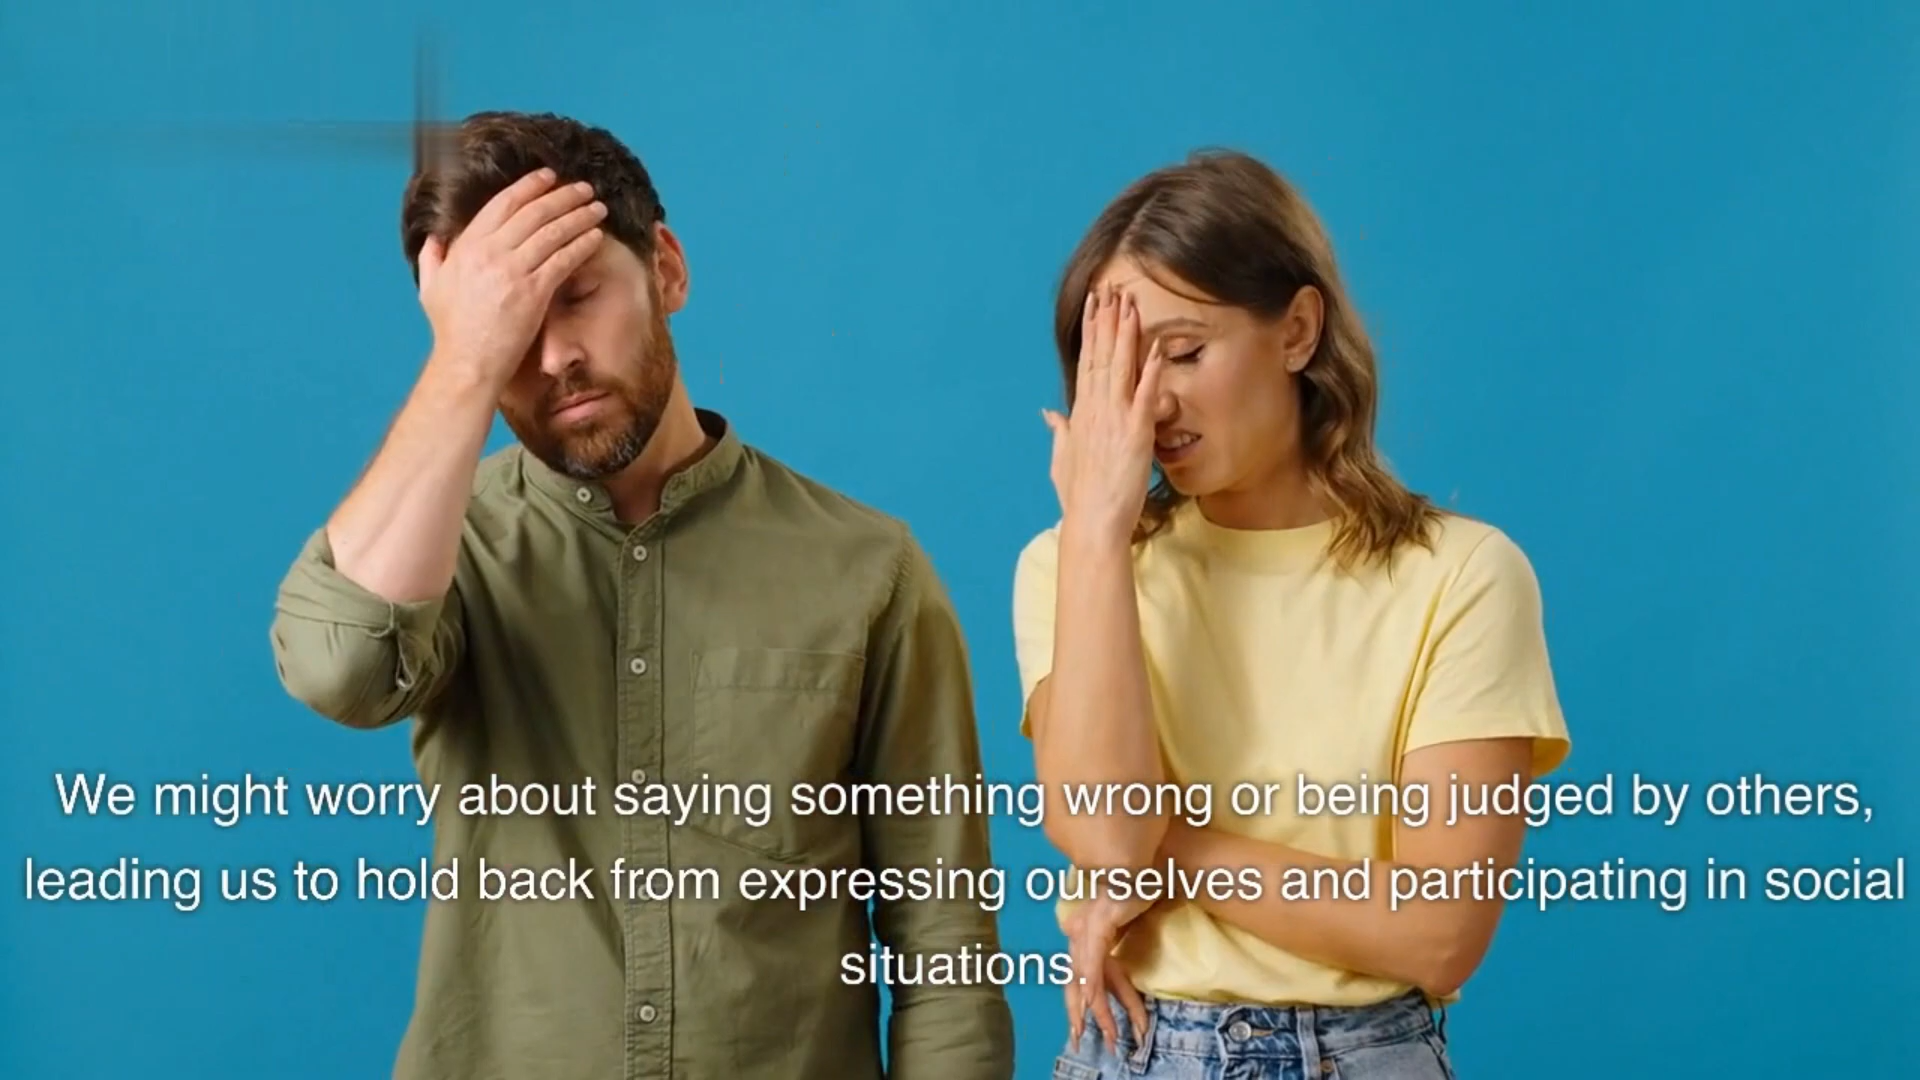 We might worry about saying something wrong or being judged by others,
leading us to hold back from expressing ourselves and participating in social
situations.